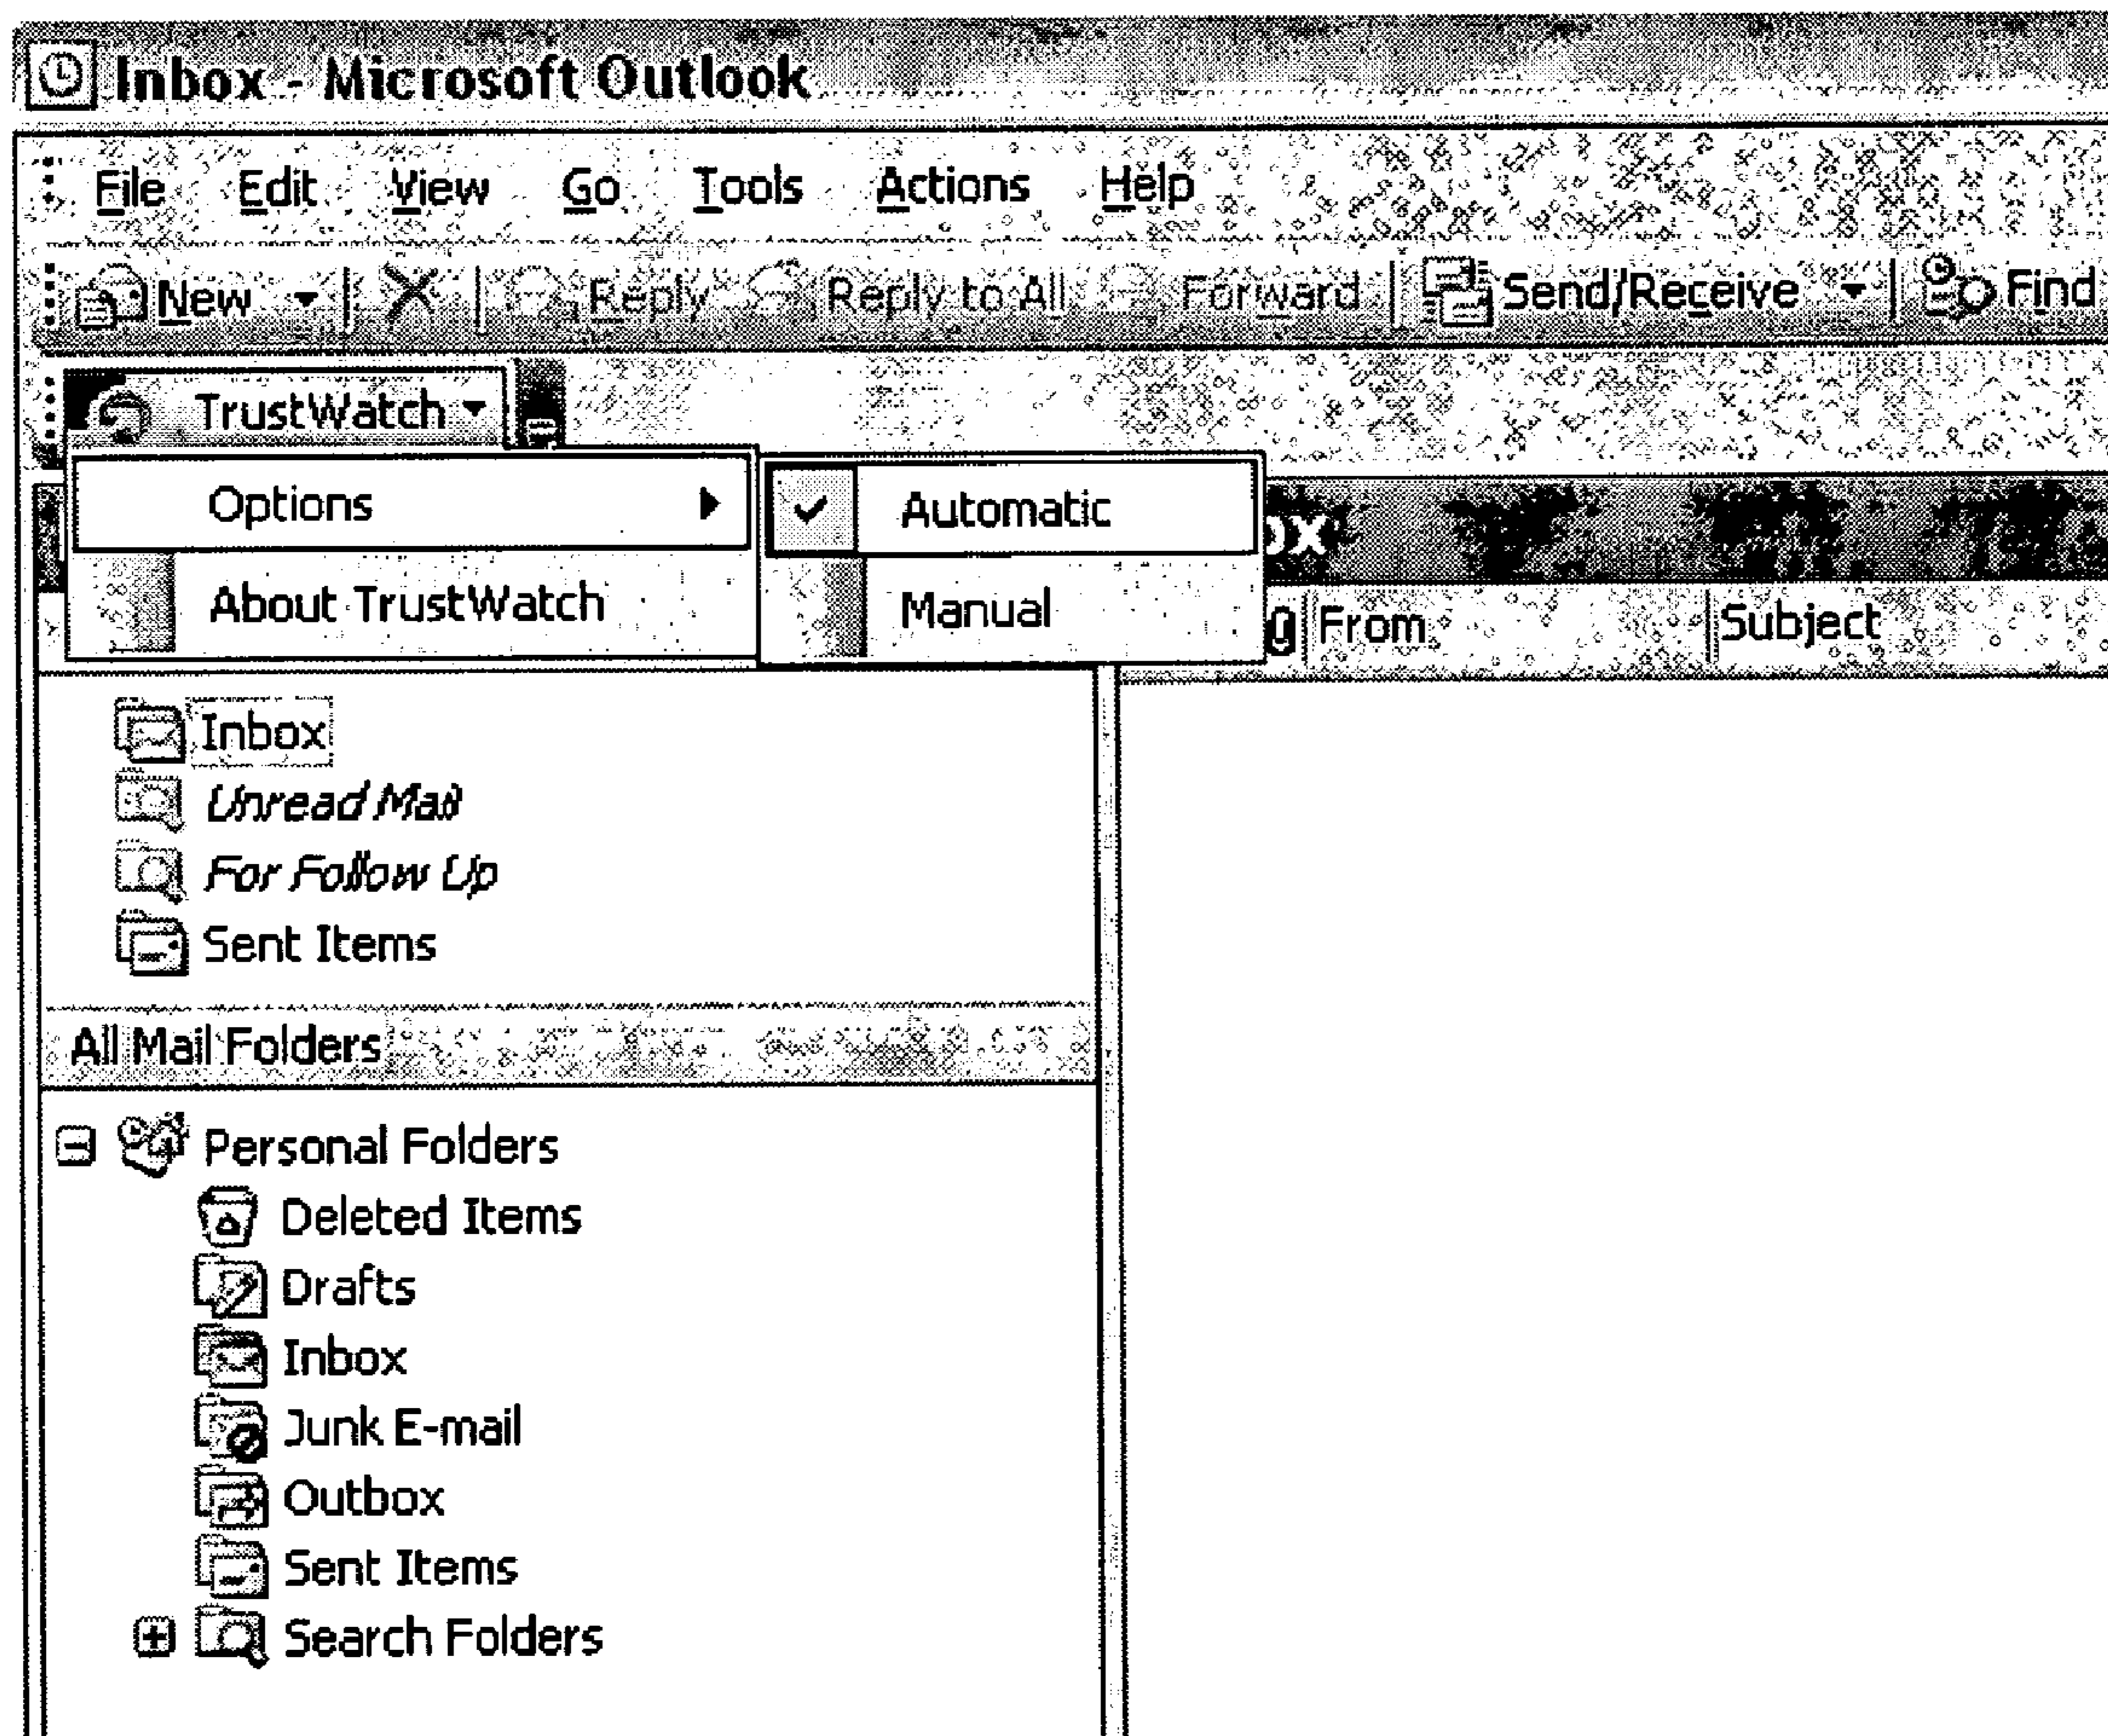 Inbox - Microsoft Outlook
File Edit View Go Tools Actions Help
New Reply Reply to All Forward Send/Receive Find
TrustWatch
Options Automatic ox
About TrustWatch Manual From Subject
Inbox
Unread Mail
For Follow Up
Sent Items
All Mail Folders
Personal Folders
Deleted Items
Drafts
Inbox
Junk E-mail
Outbox
Sent Items
Search Folders